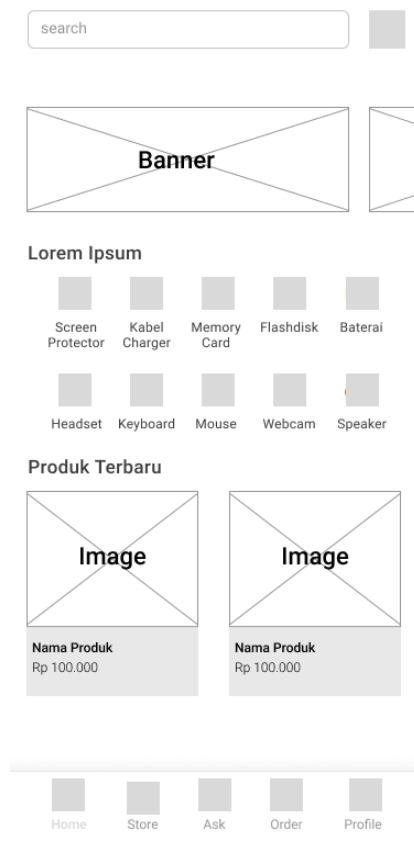 search
Banner
Lorem Ipsum
Screen Protector
Kabel Charger
Memory Card
Flashdisk
Baterai
Headset
Keyboard
Mouse
Webcam
Speaker
Produk Terbaru
Image
Image
Nama Produk
Rp 100.000
Nama Produk
Rp 100.000
Home
Store
Ask
Order
Profile